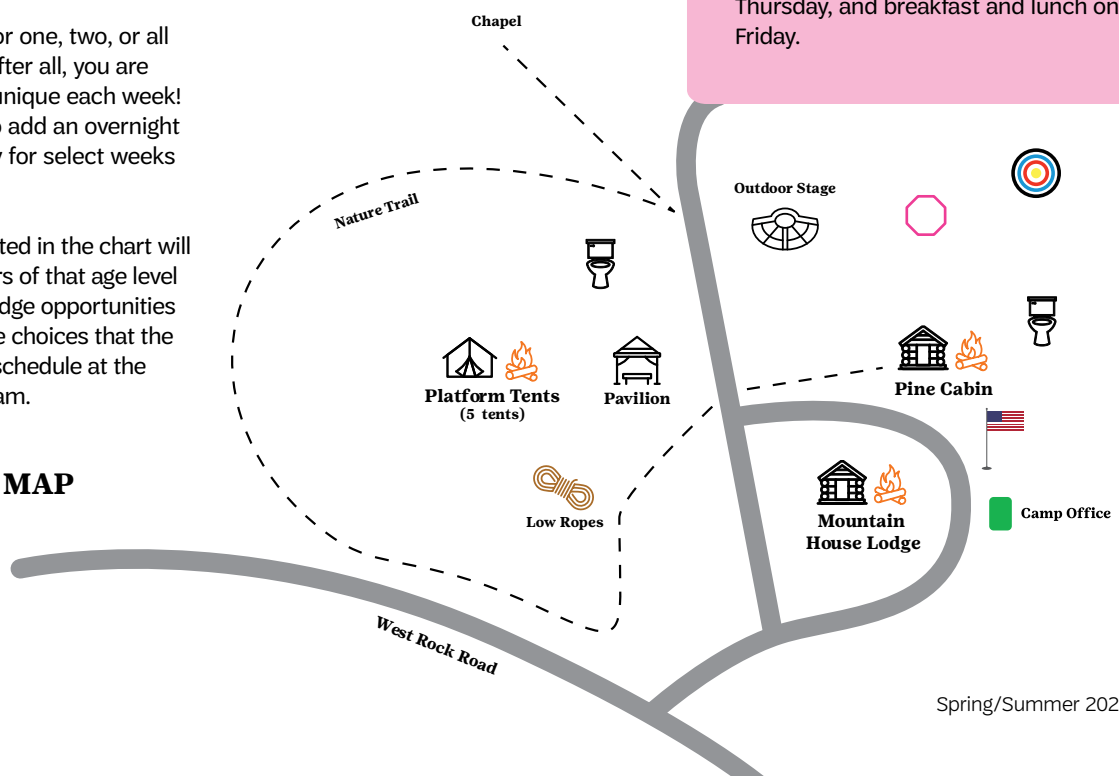 or one, two, or all
fter all, you are
unique each week!
add an overnight
for select weeks
ted in the chart will
rs of that age level
dge opportunities
e choices that the
schedule at the
am.
MAP
Thursday, and breakfast and lunch on
Friday.
Chapel
Nature Trail
Outdoor Stage
Platform Tents
(5 tents)
Pavilion
Pine Cabin
Low Ropes
Mountain
House Lodge
Camp Office
West Rock Road
Spring/Summer 202